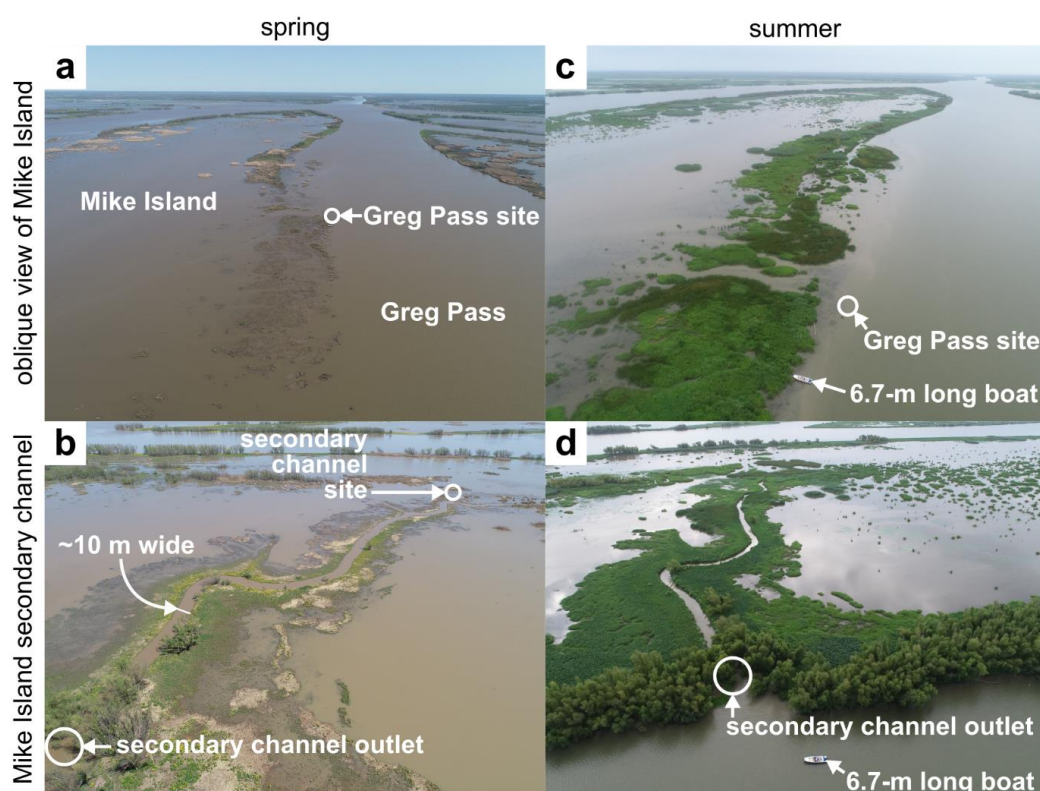 spring
summer
oblique view of Mike Island
a
Mike Island
Greg Pass site
Greg Pass
c
Greg Pass site
6.7-m long boat
Mike Island secondary channel
b
secondary
channel
site
~10 m wide
secondary channel outlet
d
secondary channel outlet
6.7-m long boat